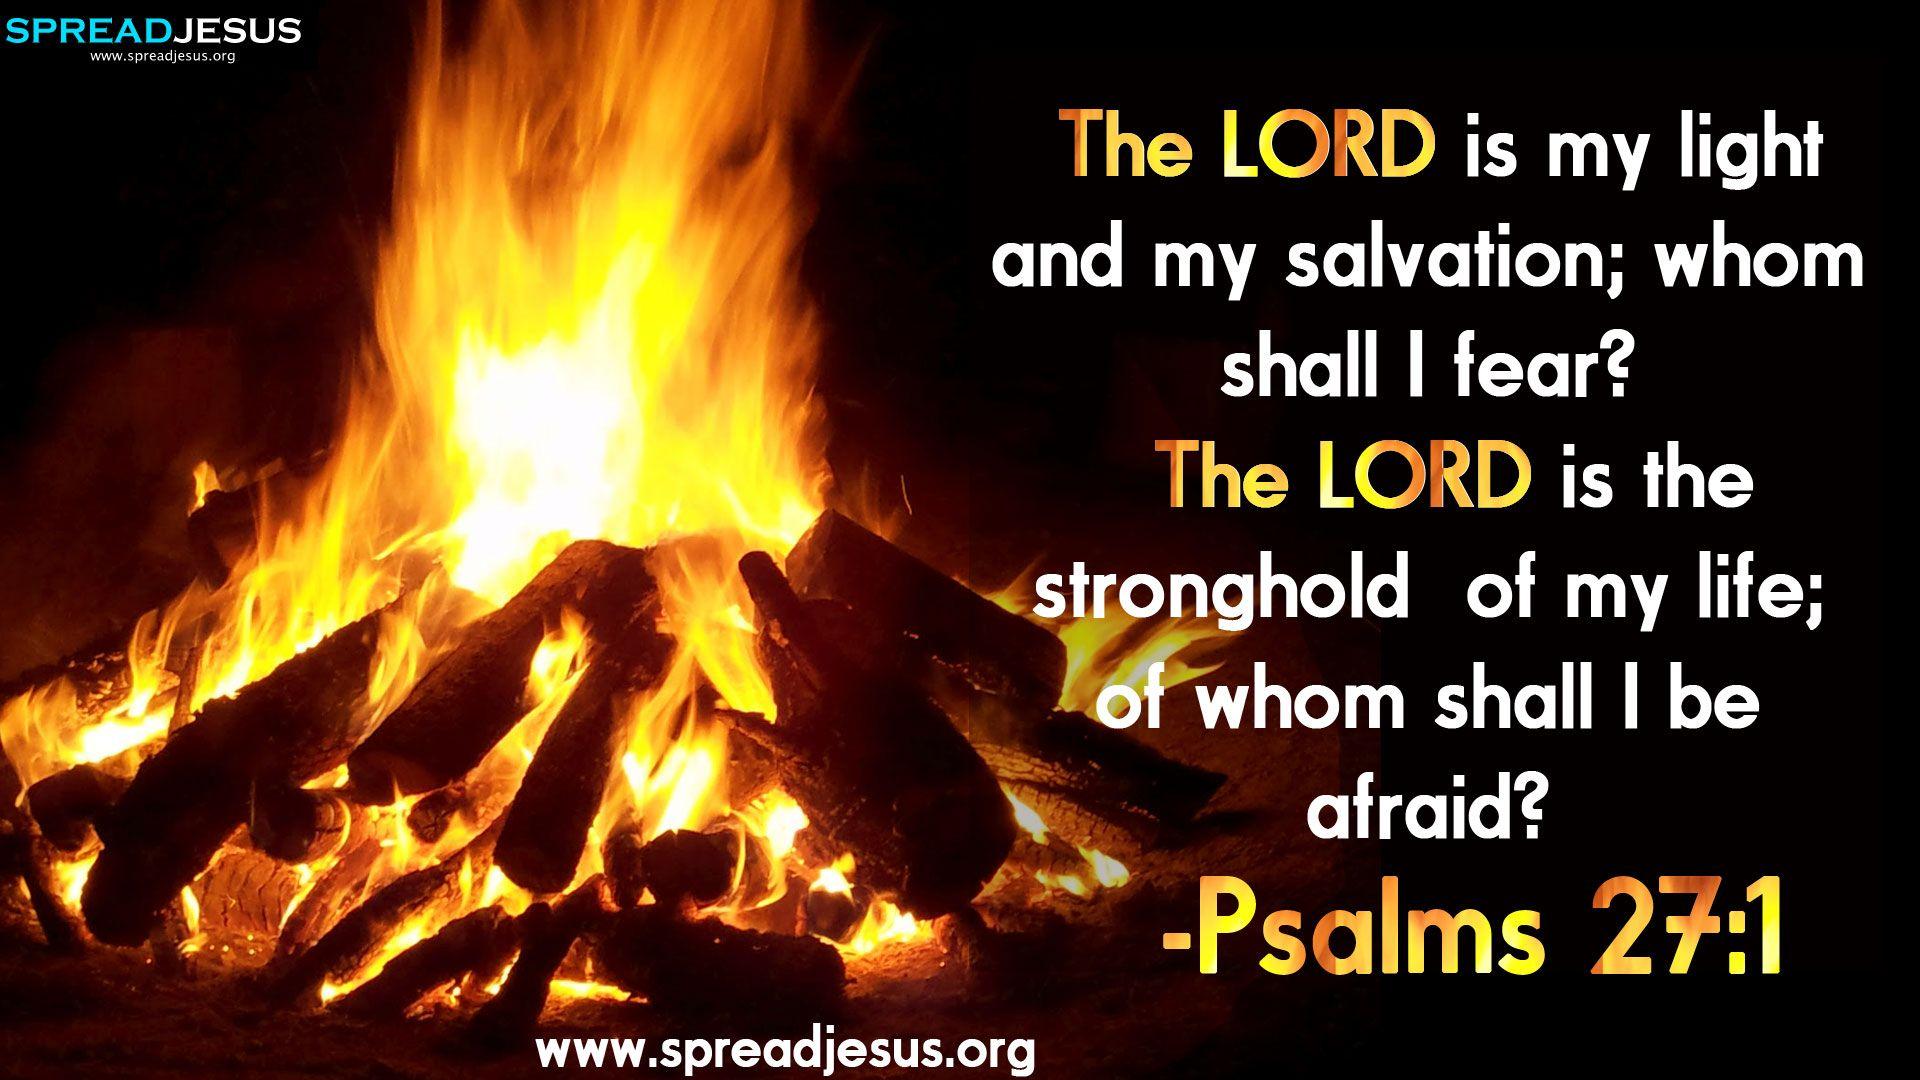 SPREADJESUS
www.spreadjesus.org
The LORD is my light
and my salvation; whom
shall I fear?
The LORD is the
stronghold of my life;
of whom shall I be
afraid?
-Psalms 27:1
www.spreadjesus.org